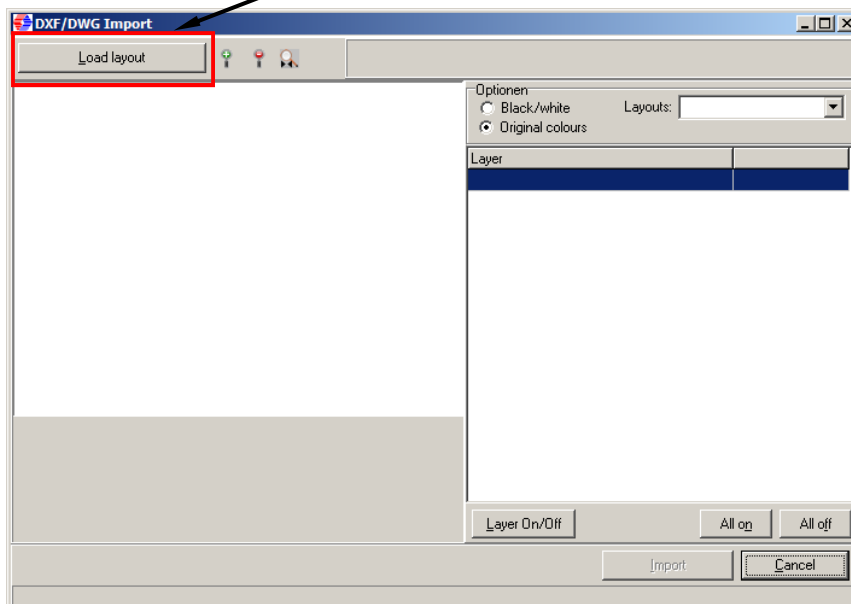 DXF/DWG Import
Load layout
Optionen
Black/white
Layouts:
Original colours
Layer
Layer On/Off
All on
All off
Import
Cancel